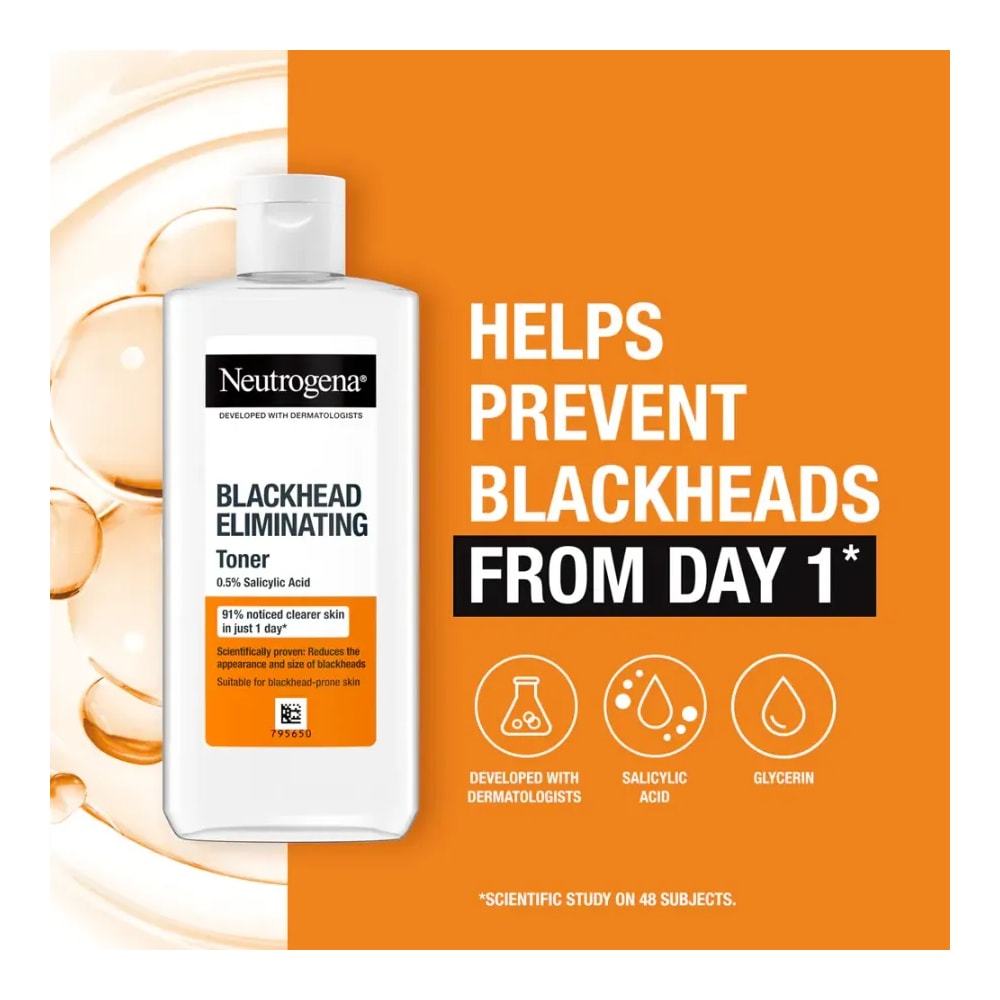 Neutrogena®
DEVELOPED WITH DERMATOLOGISTS
BLACKHEAD
ELIMINATING
Toner
0.5% Salicylic Acid
91% noticed clearer skin
in just 1 day*
Scientifically proven: Reduces the
appearance and size of blackheads
Suitable for blackhead-prone skin
795650
HELPS
PREVENT
BLACKHEADS
FROM DAY 1*
DEVELOPED WITH
DERMATOLOGISTS
SALICYLIC
ACID
GLYCERIN
*SCIENTIFIC STUDY ON 48 SUBJECTS.